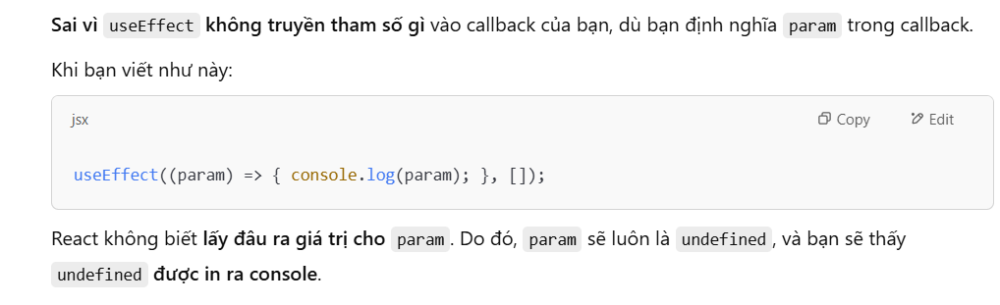 Sai vì useEffect không truyền tham số gì vào callback của bạn, dù bạn định nghĩa param trong callback.
Khi bạn viết như này:
jsx Copy Edit
useEffect((param) => { console.log(param); }, []);
React không biết lấy đâu ra giá trị cho param. Do đó, param sẽ luôn là undefined, và bạn sẽ thấy
undefined được in ra console.